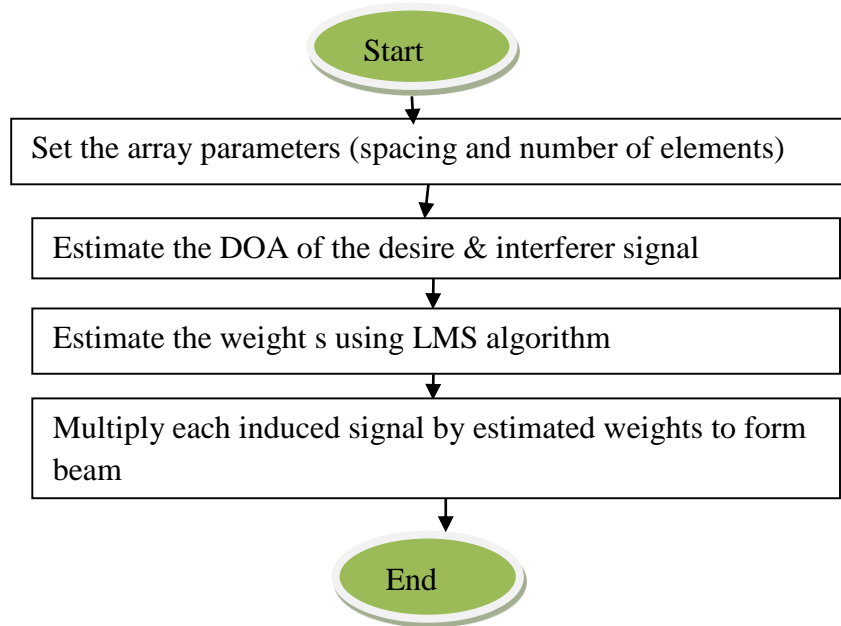 Start
Set the array parameters (spacing and number of elements)
Estimate the DOA of the desire & interferer signal
Estimate the weight s using LMS algorithm
Multiply each induced signal by estimated weights to form
beam
End